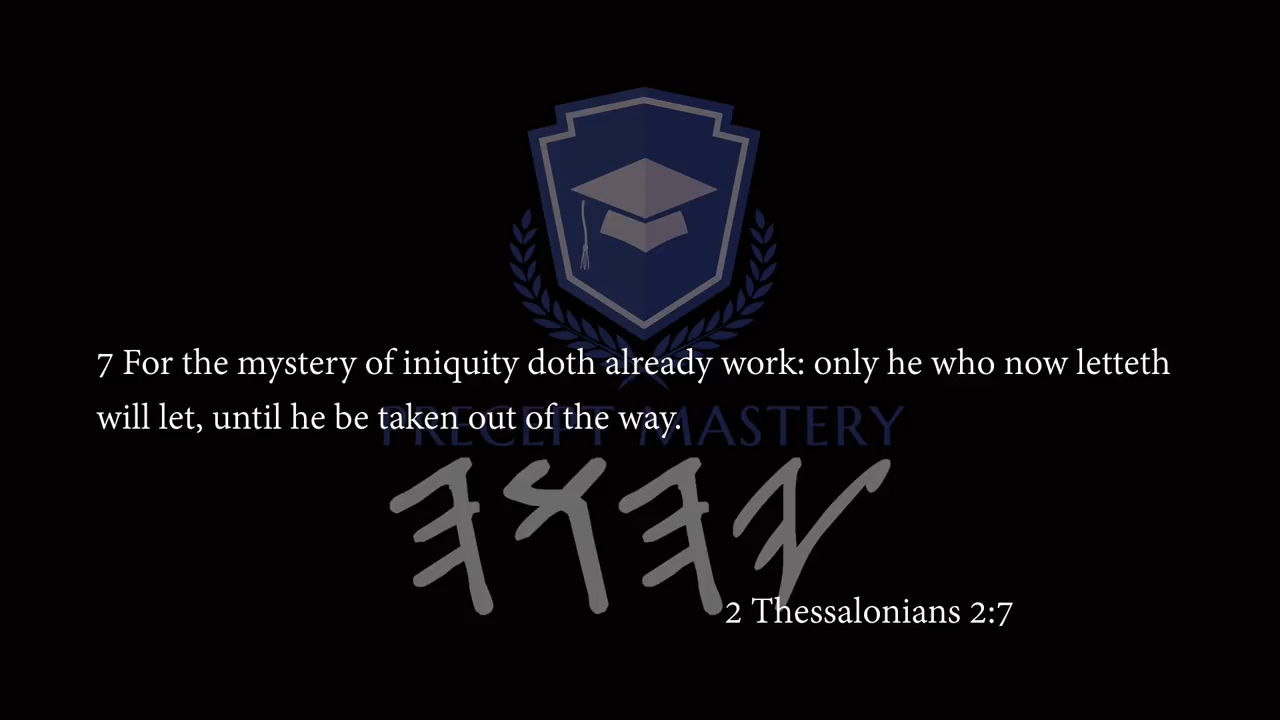 7 For the mystery of iniquity doth already work: only he who now letteth
will let, until he be taken out of the way.
PRECEPT MASTERY
𐤉𐤄𐤅𐤄
2 Thessalonians 2:7